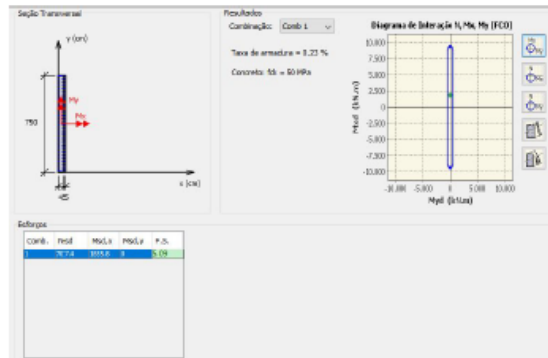 Seção Transversal
y (cm)
My
Mx
x (cm)
Resultados
Combinação: Comb 1
Taxa de armadura = 0.23 %
Concreto: fck = 50 MPa
Diagrama de Interação N, Mx, My [FCO]
10.000
7.500
5.000
2.500
0
-2.500
-5.000
-7.500
-10.000
Mxd (kN.m)
-10.000 -5.000 0 5.000 10.000
Myd (kN.m)
Esforços
Comb. Nsd Msd,x Msd,y F.S.